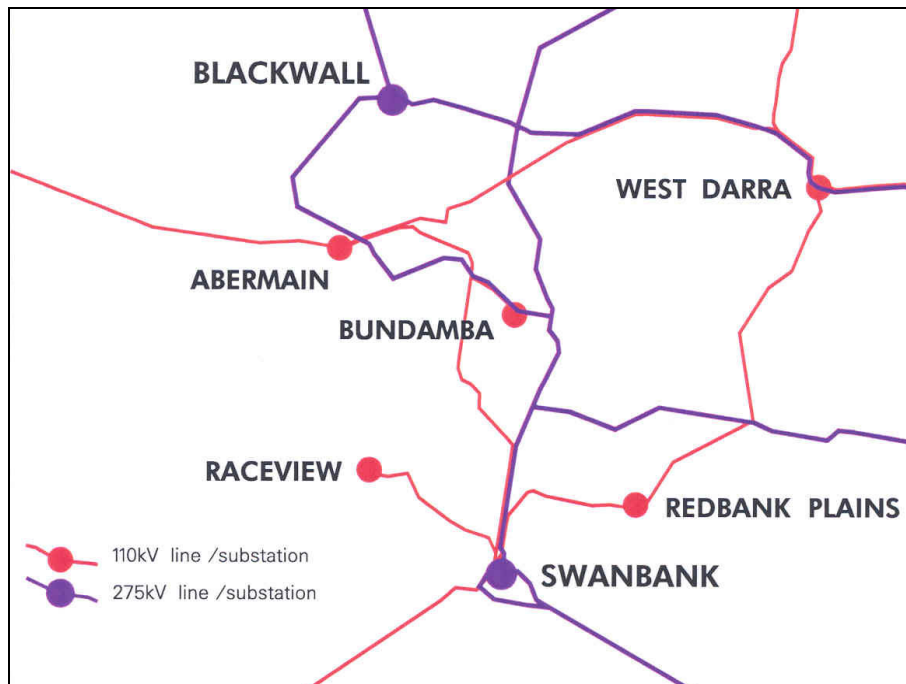 BLACKWALL
WEST DARRA
ABERMAIN
BUNDAMBA
RACEVIEW
REDBANK PLAINS
110kV line /substation
SWANBANK
275kV line /substation